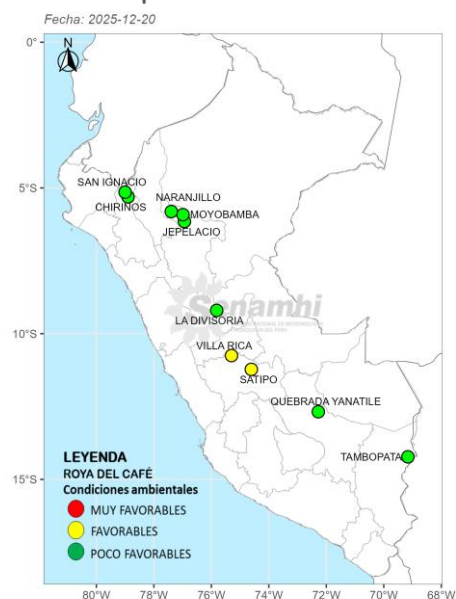 Fecha: 2025-12-20
N
0°
SAN IGNACIO
5°S
NARANJILLO
CHIRINOS
MOYOBAMBA
JEPELACIO
Senamhi
LA DIVISORIA
10°S
VILLA RICA
SATIPO
QUEBRADA YANATILE
TAMBOPATA
LEYENDA
ROYA DEL CAFÉ
Condiciones ambientales
MUY FAVORABLES
FAVORABLES
POCO FAVORABLES
15°S
80°W 78°W 76°W 74°W 72°W 70°W 68°W